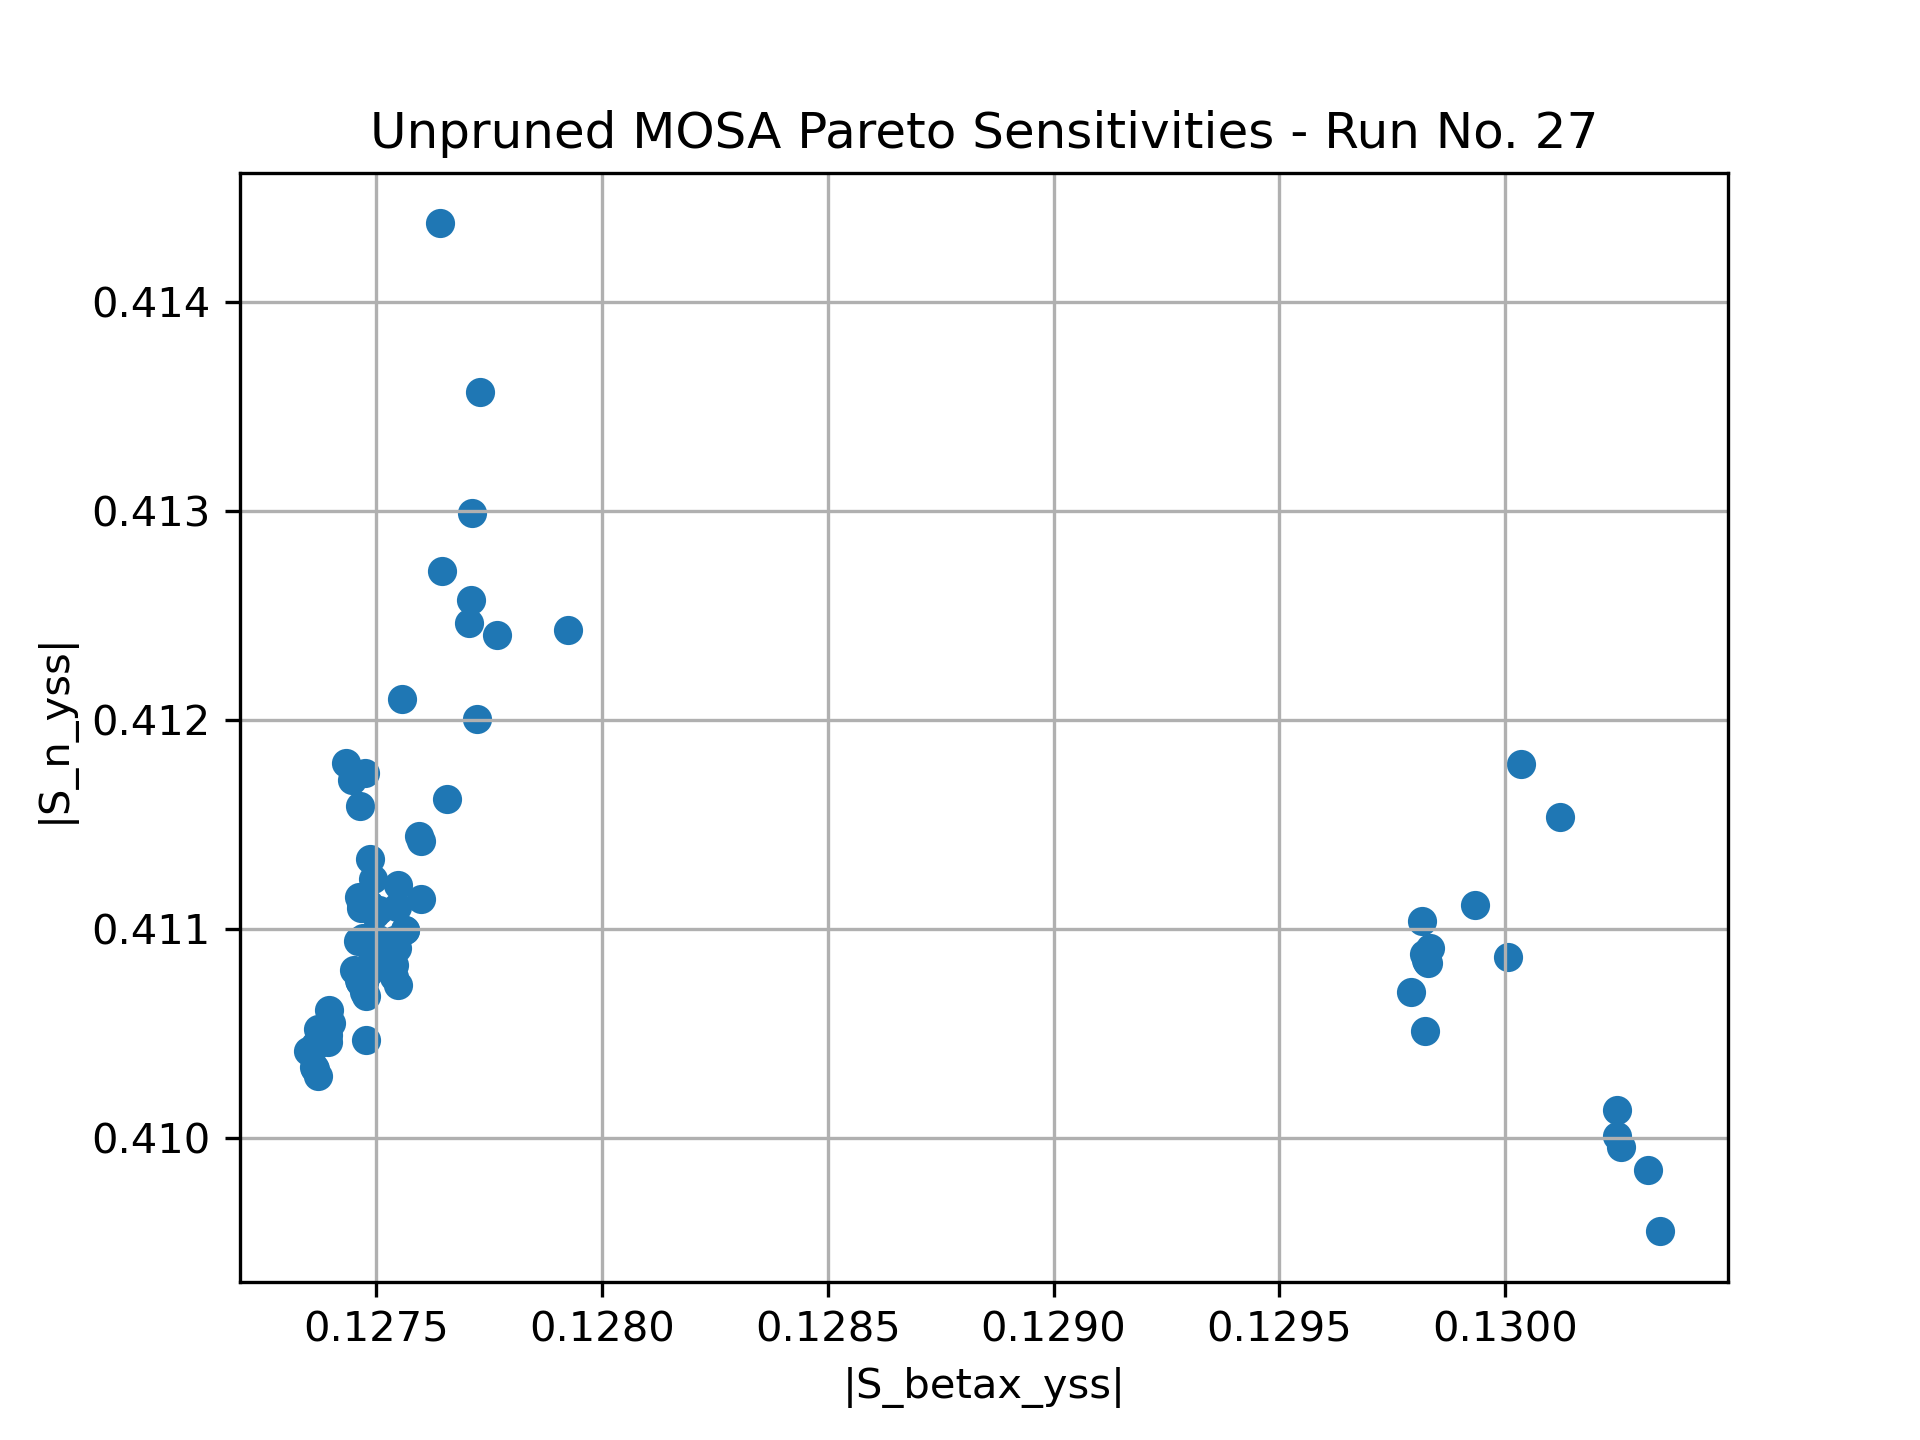 Unpruned MOSA Pareto Sensitivities - Run No. 27
|S_n_yss|
0.414
0.413
0.412
0.411
0.410
0.1275 0.1280 0.1285 0.1290 0.1295 0.1300
|S_betax_yss|